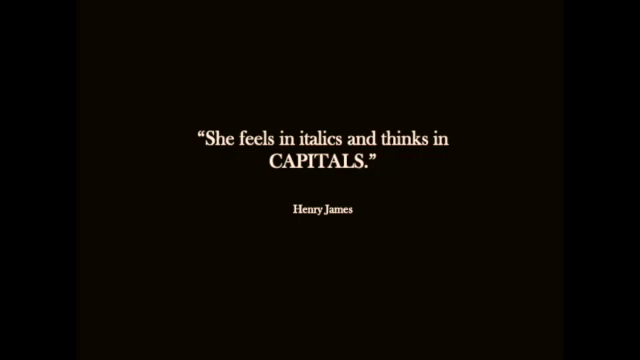 “She feels in italics and thinks in
CAPITALS.”
Henry James